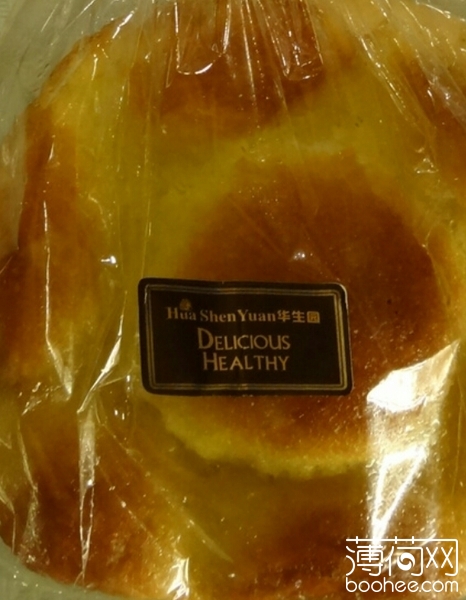 Hua Shen Yuan华生园
DELICIOUS
HEALTHY
薄荷网
boohee.com